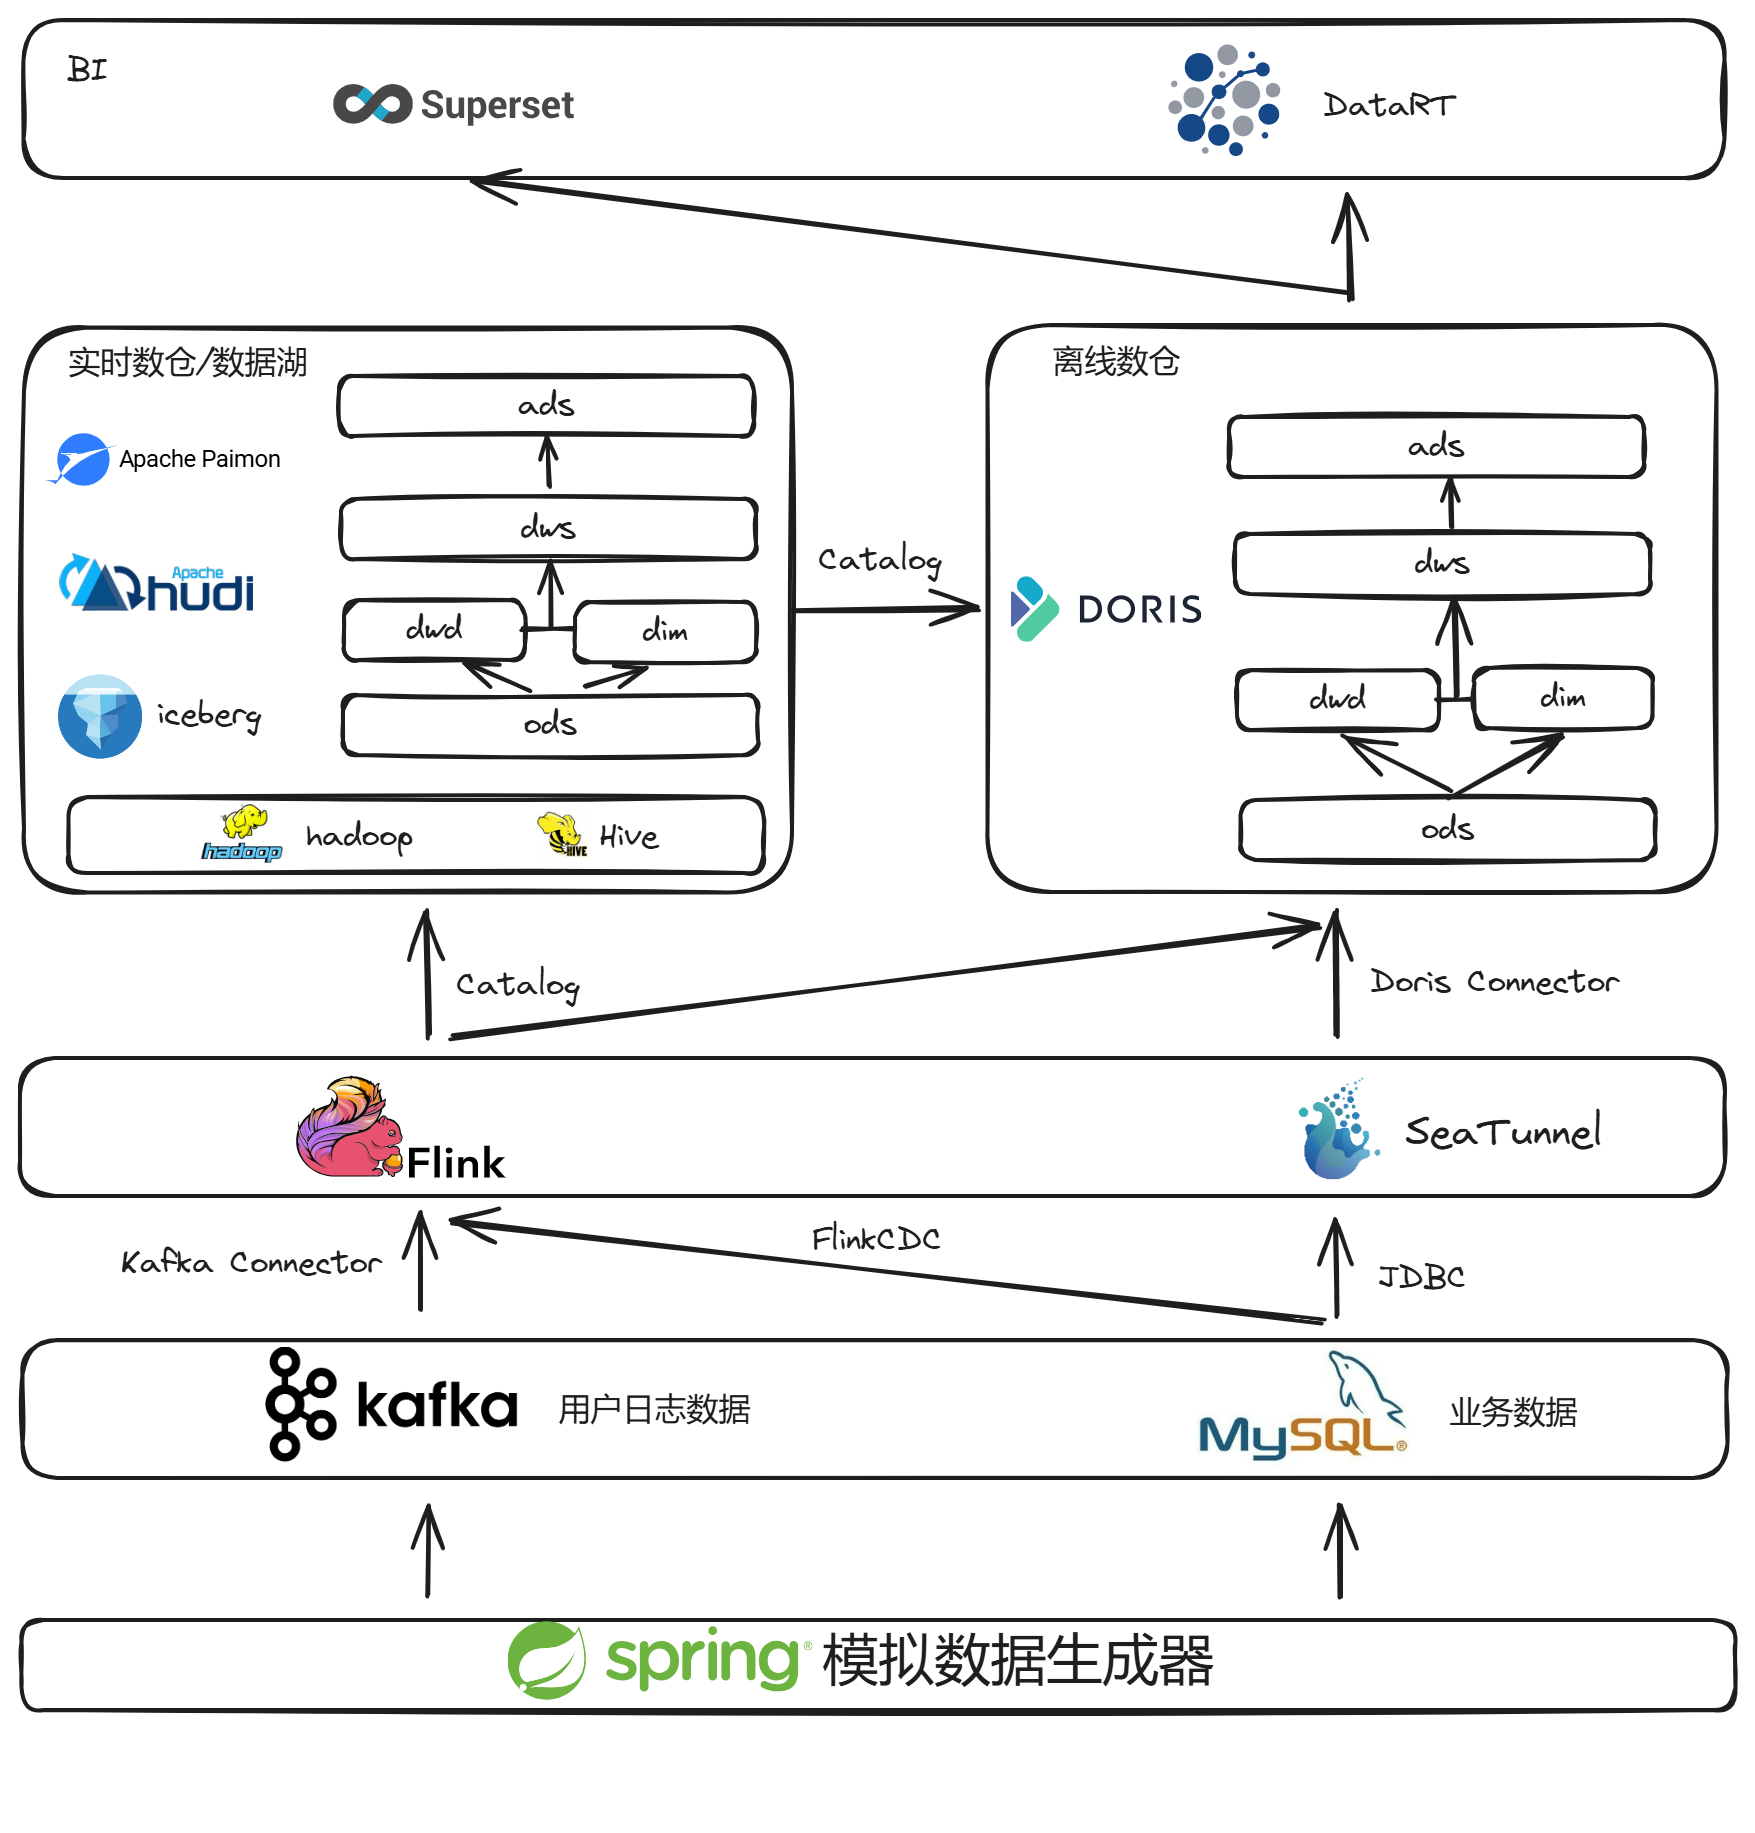 BI
Superset
DataRT
实时数仓/数据湖
ads
Apache Paimon
dws
Apache
hudi
dwd
dim
iceberg
ods
hadoop
hadoop
HIVE
Hive
Catalog
离线数仓
ads
dws
DORIS
dwd
dim
ods
Catalog
Doris Connector
Flink
SeaTunnel
Kafka Connector
FlinkCDC
JDBC
kafka
用户日志数据
MySQL®
业务数据
spring® 模拟数据生成器